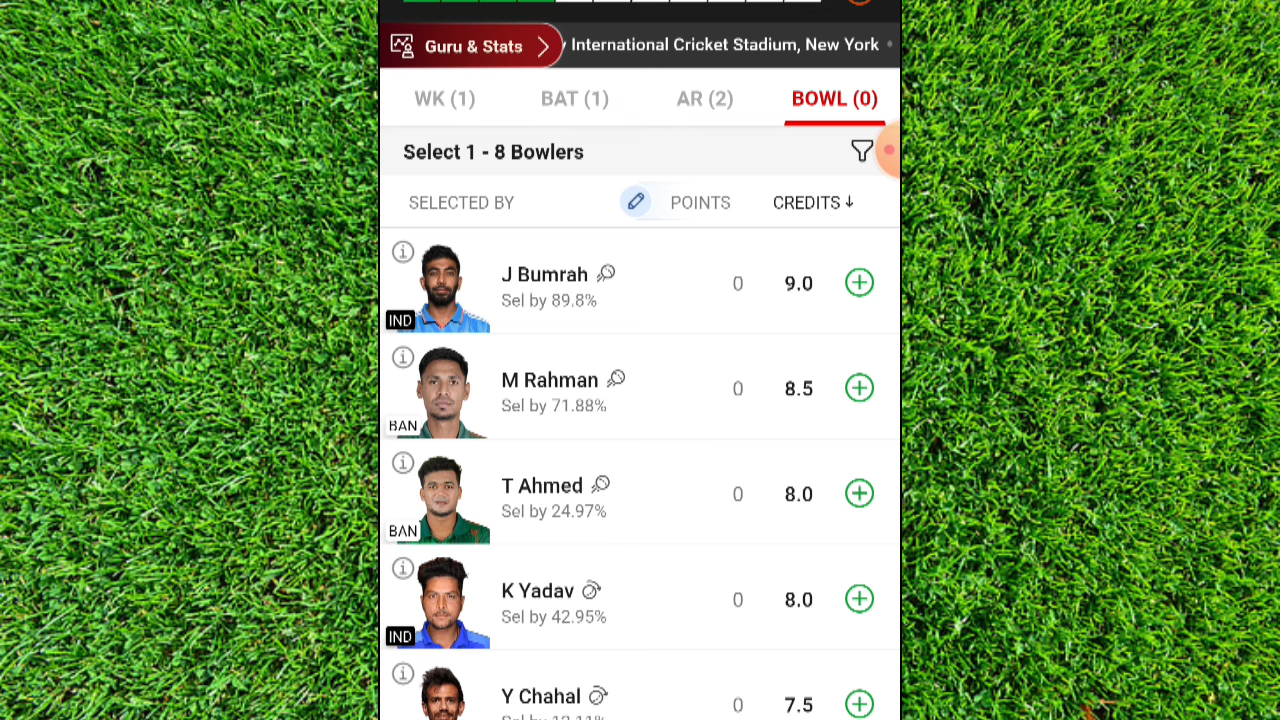 Guru & Stats
International Cricket Stadium, New York
WK (1) BAT (1) AR (2) BOWL (0)
Select 1 - 8 Bowlers
SELECTED BY POINTS CREDITS ↓
J Bumrah
Sel by 89.8%
0 9.0
IND
M Rahman
Sel by 71.88%
0 8.5
BAN
T Ahmed
Sel by 24.97%
0 8.0
BAN
K Yadav
Sel by 42.95%
0 8.0
IND
Y Chahal
0 7.5